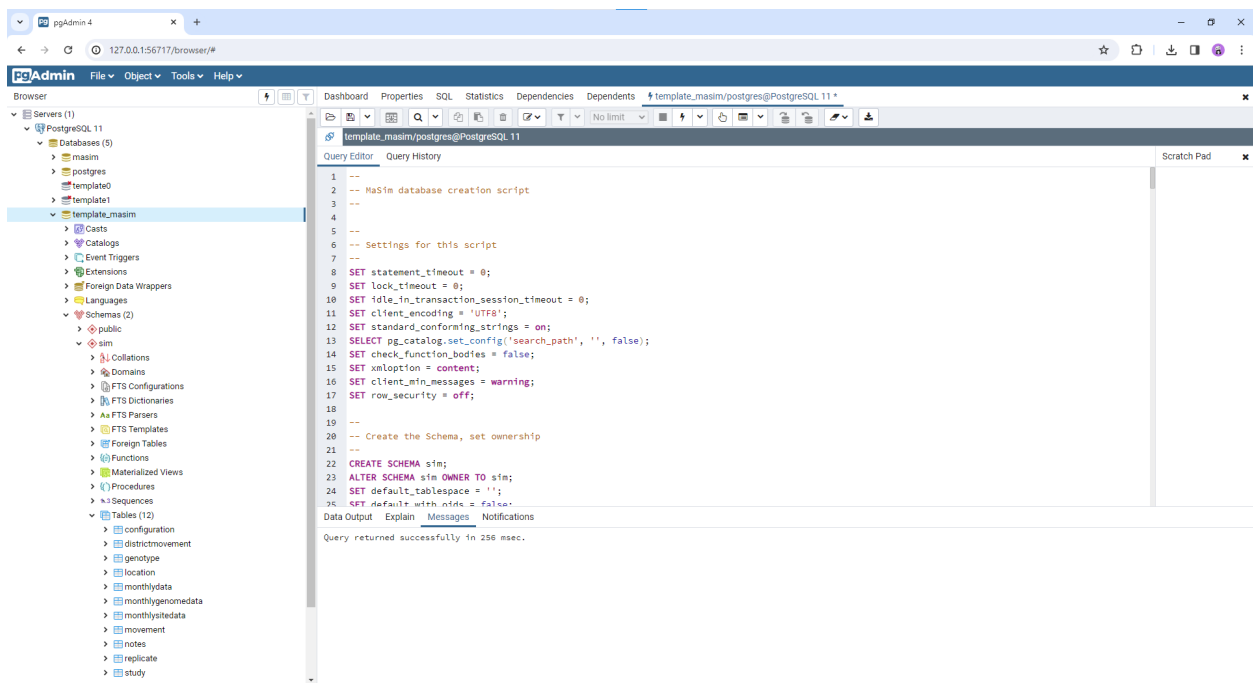 pgAdmin 4
127.0.0.1:56717/browser/#
pgAdmin File Object Tools Help
Browser
Dashboard Properties SQL Statistics Dependencies Dependents template_masim/postgres@PostgreSQL 11 *
No limit
template_masim/postgres@PostgreSQL 11
Query Editor Query History
Scratch Pad
Servers (1)
PostgreSQL 11
Databases (5)
masim
postgres
template0
template1
template_masim
Casts
Catalogs
Event Triggers
Extensions
Foreign Data Wrappers
Languages
Schemas (2)
public
sim
Collations
Domains
FTS Configurations
FTS Dictionaries
FTS Parsers
FTS Templates
Foreign Tables
Functions
Materialized Views
Procedures
Sequences
Tables (12)
configuration
districtmovement
genotype
location
monthlydata
monthlygenomedata
monthlysitedata
movement
notes
replicate
study
1 --
2 -- MaSim database creation script
3 --
4
5 --
6 -- Settings for this script
7 --
8 SET statement_timeout = 0;
9 SET lock_timeout = 0;
10 SET idle_in_transaction_session_timeout = 0;
11 SET client_encoding = 'UTF8';
12 SET standard_conforming_strings = on;
13 SELECT pg_catalog.set_config('search_path', '', false);
14 SET check_function_bodies = false;
15 SET xmloption = content;
16 SET client_min_messages = warning;
17 SET row_security = off;
18
19 --
20 -- Create the Schema, set ownership
21 --
22 CREATE SCHEMA sim;
23 ALTER SCHEMA sim OWNER TO sim;
24 SET default_tablespace = '';
25 SET default_with_oids = false;
Data Output Explain Messages Notifications
Query returned successfully in 256 msec.